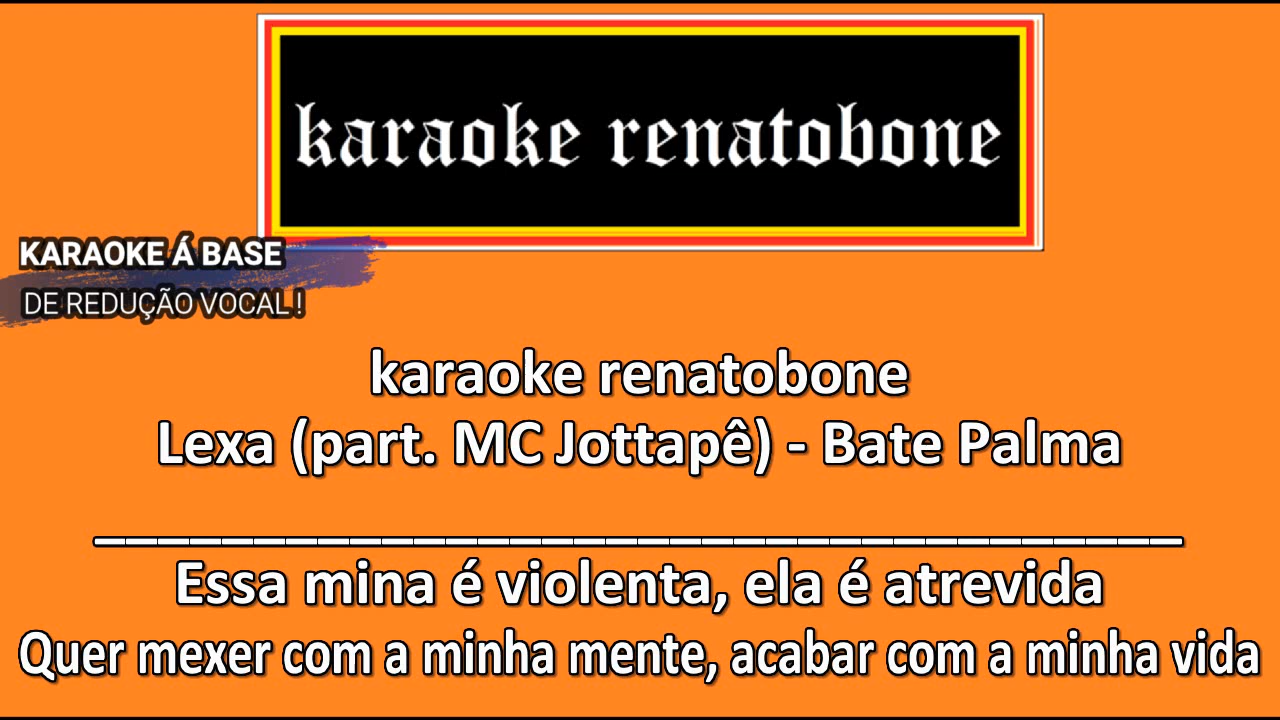 karaoke renatobone
KARAOKE Á BASE
DE REDUÇÃO VOCAL !
karaoke renatobone
Lexa (part. MC Jottapê) - Bate Palma
__________________________________
Essa mina é violenta, ela é atrevida
Quer mexer com a minha mente, acabar com a minha vida